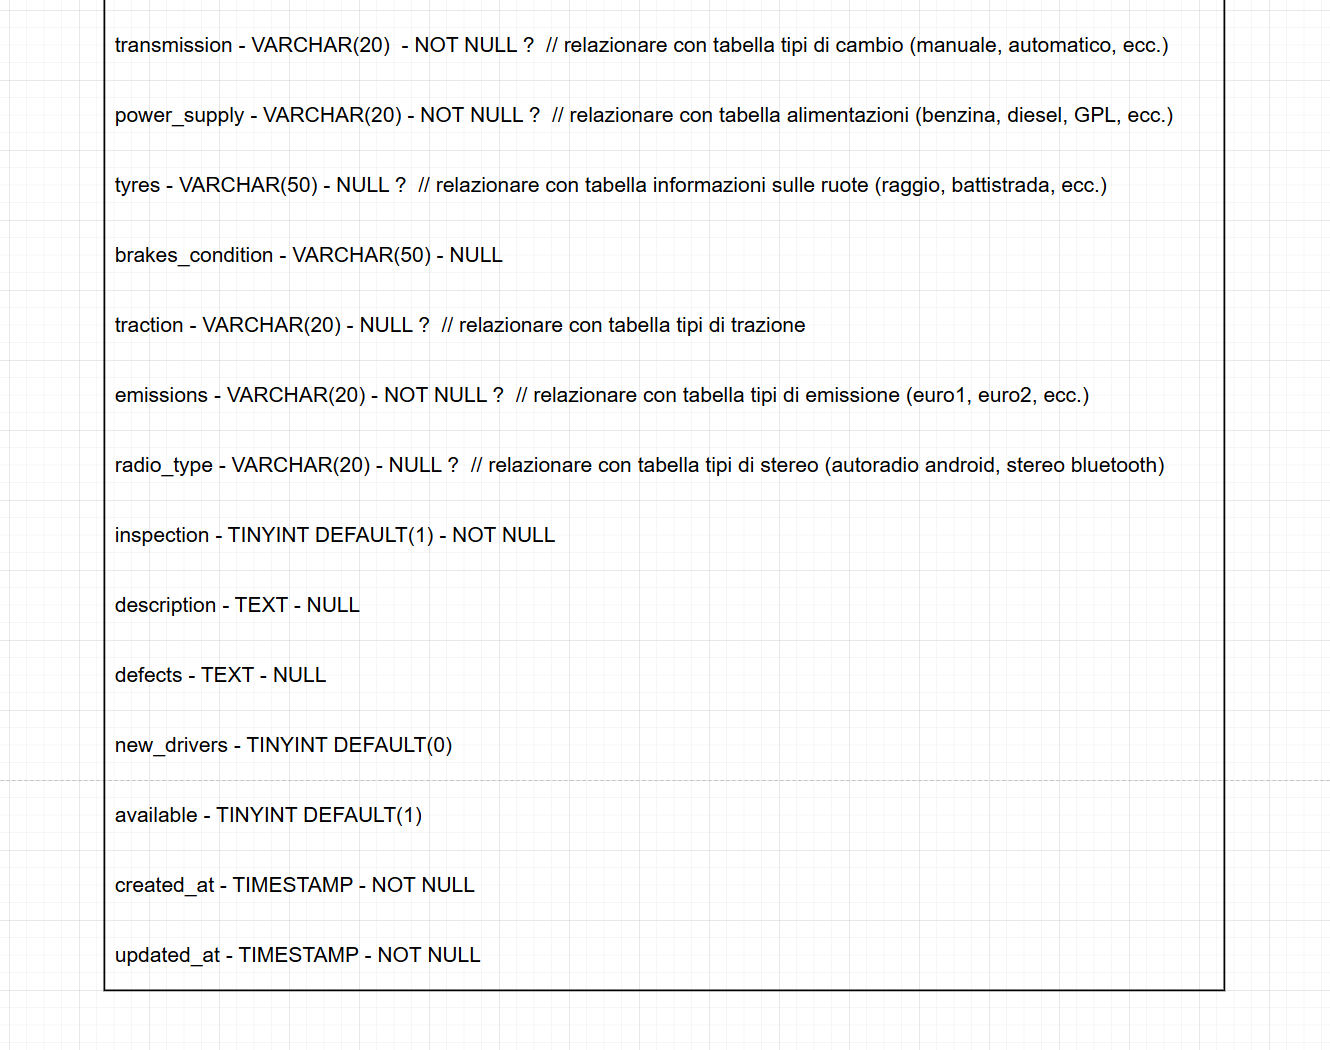 transmission - VARCHAR(20)  - NOT NULL ?  // relazionare con tabella tipi di cambio (manuale, automatico, ecc.)
power_supply - VARCHAR(20) - NOT NULL ?  // relazionare con tabella alimentazioni (benzina, diesel, GPL, ecc.)
tyres - VARCHAR(50) - NULL ?  // relazionare con tabella informazioni sulle ruote (raggio, battistrada, ecc.)
brakes_condition - VARCHAR(50) - NULL
traction - VARCHAR(20) - NULL ?  // relazionare con tabella tipi di trazione
emissions - VARCHAR(20) - NOT NULL ?  // relazionare con tabella tipi di emissione (euro1, euro2, ecc.)
radio_type - VARCHAR(20) - NULL ?  // relazionare con tabella tipi di stereo (autoradio android, stereo bluetooth)
inspection - TINYINT DEFAULT(1) - NOT NULL
description - TEXT - NULL
defects - TEXT - NULL
new_drivers - TINYINT DEFAULT(0)
available - TINYINT DEFAULT(1)
created_at - TIMESTAMP - NOT NULL
updated_at - TIMESTAMP - NOT NULL